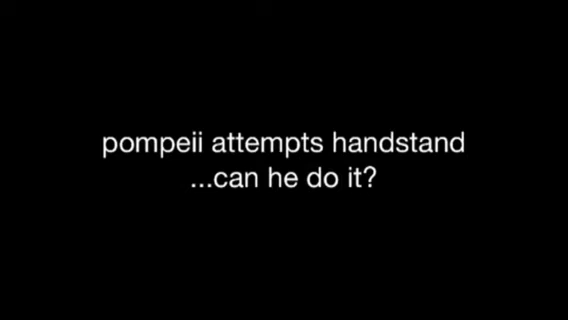 pompeii attempts handstand
...can he do it?